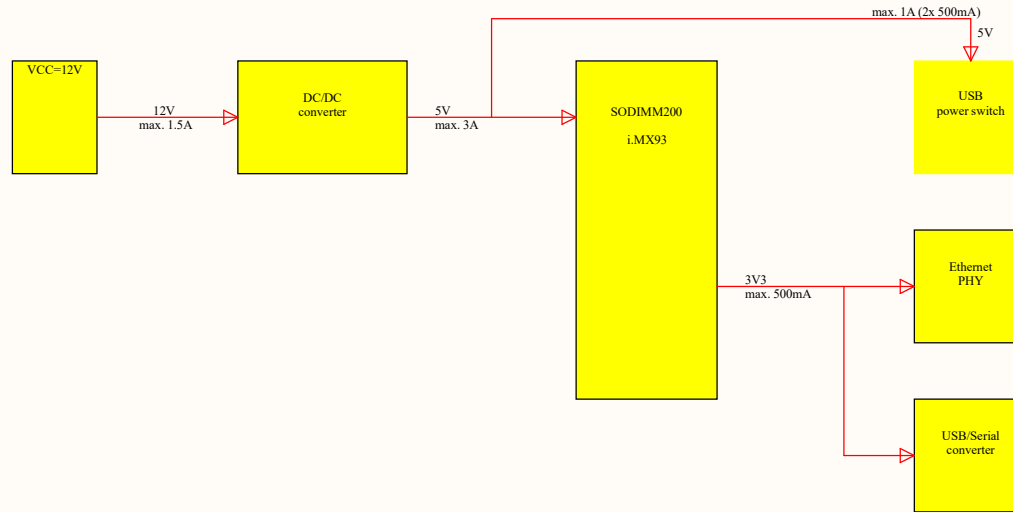 max. 1A (2x 500mA)
5V
VCC=12V
12V
max. 1.5A
DC/DC
converter
5V
max. 3A
SODIMM200
i.MX93
USB
power switch
3V3
max. 500mA
Ethernet
PHY
USB/Serial
converter